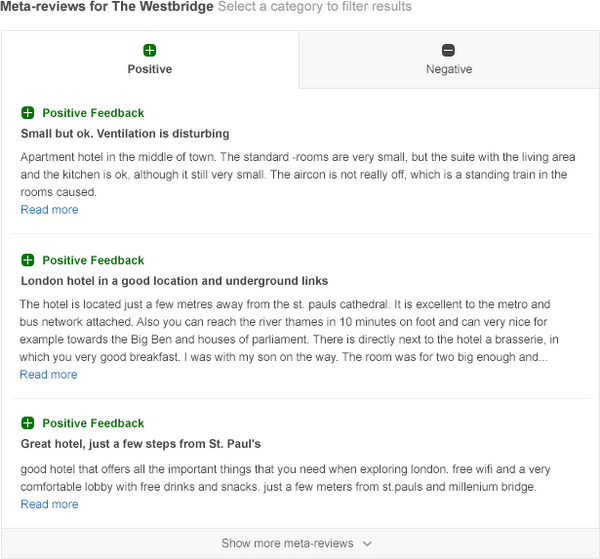 Meta-reviews for The Westbridge Select a category to filter results
Positive
Negative
Positive Feedback
Small but ok. Ventilation is disturbing
Apartment hotel in the middle of town. The standard -rooms are very small, but the suite with the living area
and the kitchen is ok, although it still very small. The aircon is not really off, which is a standing train in the
rooms caused.
Read more
Positive Feedback
London hotel in a good location and underground links
The hotel is located just a few metres away from the st. pauls cathedral. It is excellent to the metro and
bus network attached. Also you can reach the river thames in 10 minutes on foot and can very nice for
example towards the Big Ben and houses of parliament. There is directly next to the hotel a brasserie, in
which you very good breakfast. I was with my son on the way. The room was for two big enough and...
Read more
Positive Feedback
Great hotel, just a few steps from St. Paul's
good hotel that offers all the important things that you need when exploring london. free wifi and a very
comfortable lobby with free drinks and snacks. just a few meters from st.pauls and millenium bridge.
Read more
Show more meta-reviews